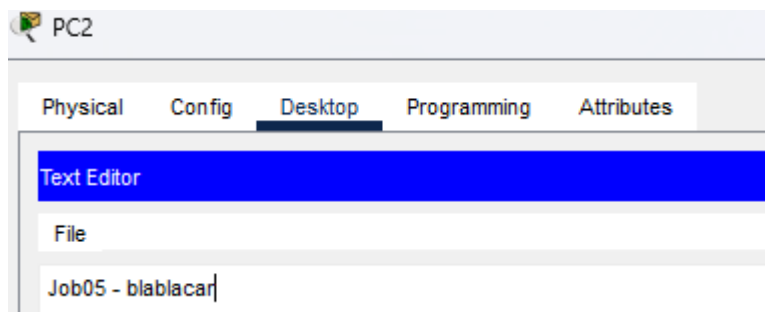 PC2
Physical Config Desktop Programming Attributes
Text Editor
File
Job05 - blablacar